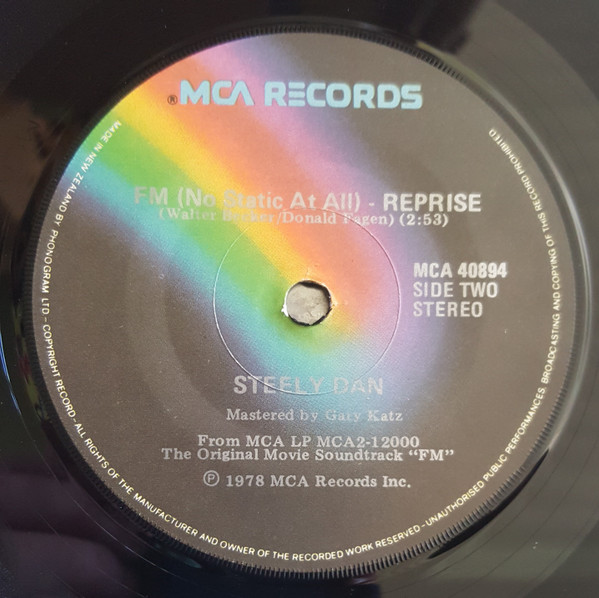 ® MCA RECORDS
FM (No Static At All) - REPRISE
(Walter Becker/Donald Fagen) (2:53)
MCA 40894
SIDE TWO
STEREO
STEELY DAN
Mastered by Gary Katz
From MCA LP MCA2-12000
The Original Movie Soundtrack "FM"
Ⓟ 1978 MCA Records Inc.
MADE IN NEW ZEALAND BY PHONOGRAM LTD - COPYRIGHT RECORD - ALL RIGHTS OF THE MANUFACTURER AND OWNER OF THE RECORDED WORK RESERVED - UNAUTHORISED PUBLIC PERFORMANCES, BROADCASTING AND COPYING OF THIS RECORD PROHIBITED